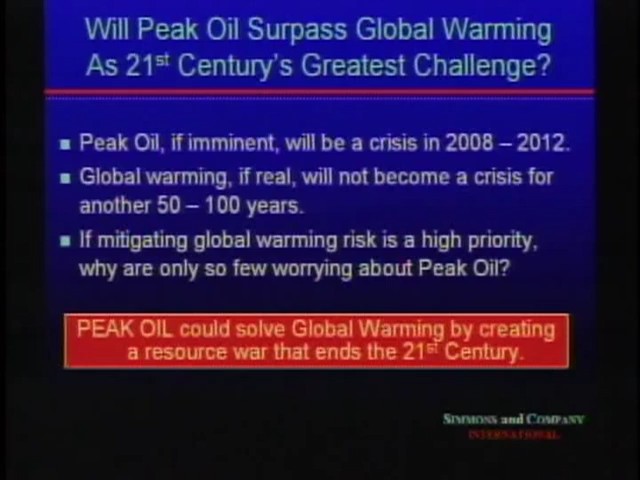 Will Peak Oil Surpass Global Warming
As 21st Century's Greatest Challenge?
■ Peak Oil, if imminent, will be a crisis in 2008 – 2012.
■ Global warming, if real, will not become a crisis for
another 50 – 100 years.
■ If mitigating global warming risk is a high priority,
why are only so few worrying about Peak Oil?
PEAK OIL could solve Global Warming by creating
a resource war that ends the 21st Century.
SIMMONS and COMPANY
INTERNATIONAL